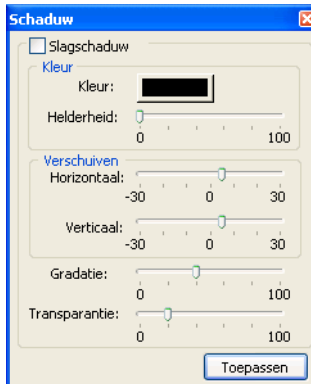 Schaduw
Slagschaduw
Kleur
Kleur:
Helderheid:
0 100
Verschuiven
Horizontaal:
-30 0 30
Verticaal:
-30 0 30
Gradatie:
0 100
Transparantie:
0 100
Toepassen